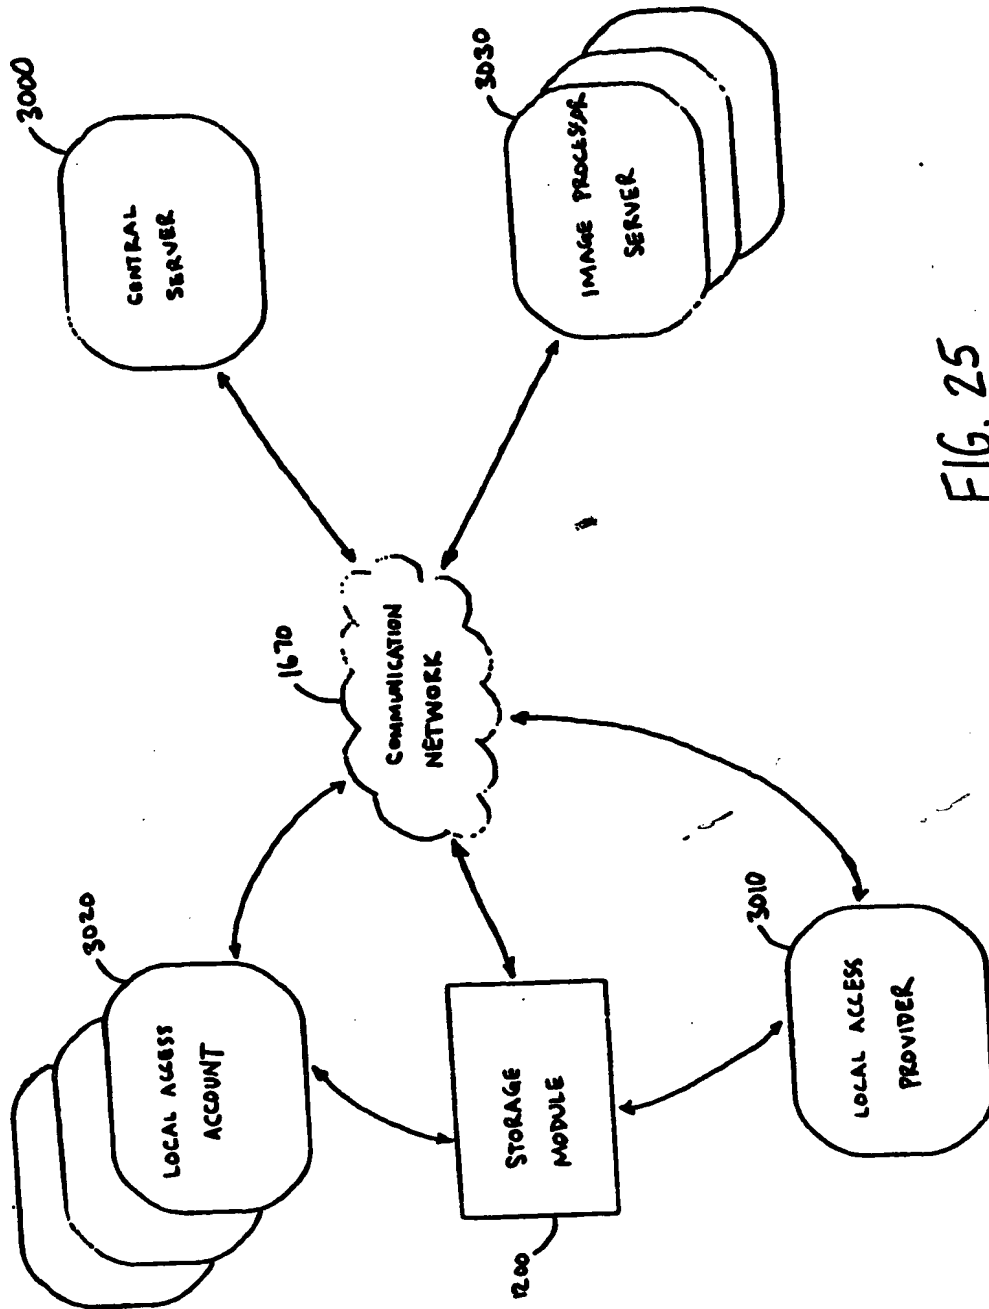 3000
CENTRAL
SERVER
3020
LOCAL ACCESS
ACCOUNT
1670
COMMUNICATION
NETWORK
3030
IMAGE PROCESSOR
SERVER
1200
STORAGE
MODULE
3010
LOCAL ACCESS
PROVIDER
FIG. 25